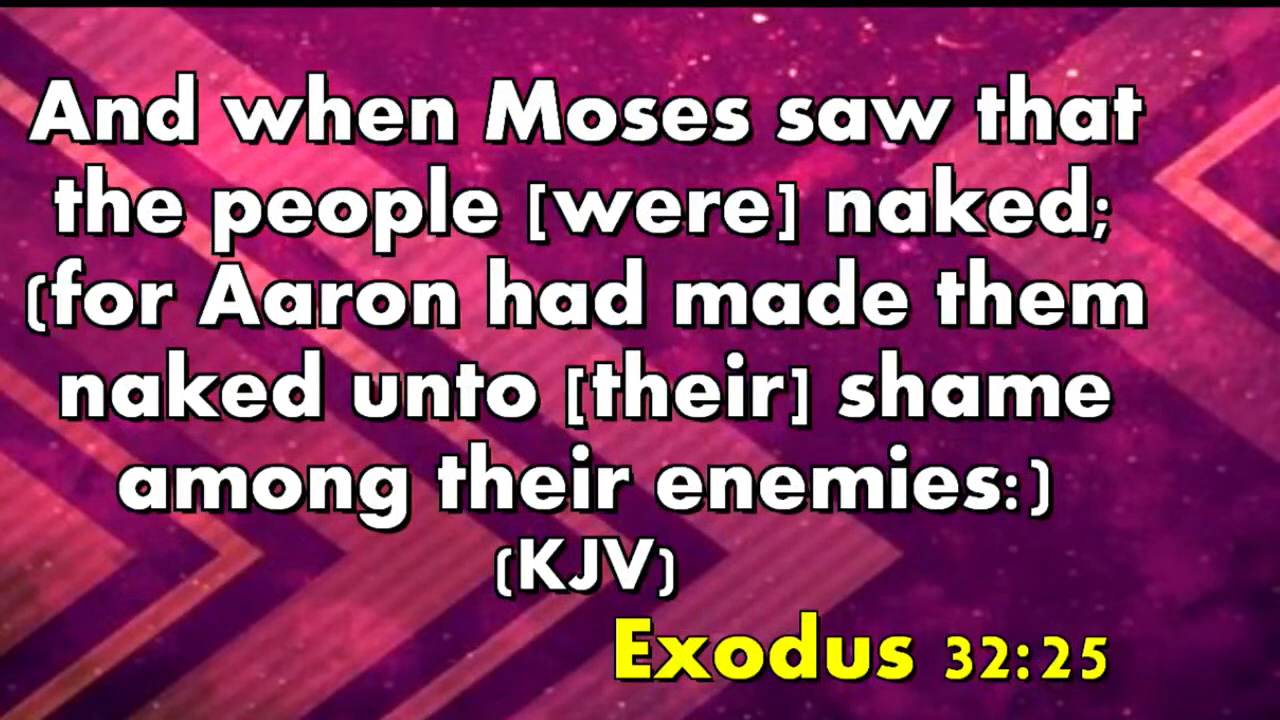 And when Moses saw that
the people [were] naked;
(for Aaron had made them
naked unto [their] shame
among their enemies:)
(KJV)
Exodus 32:25